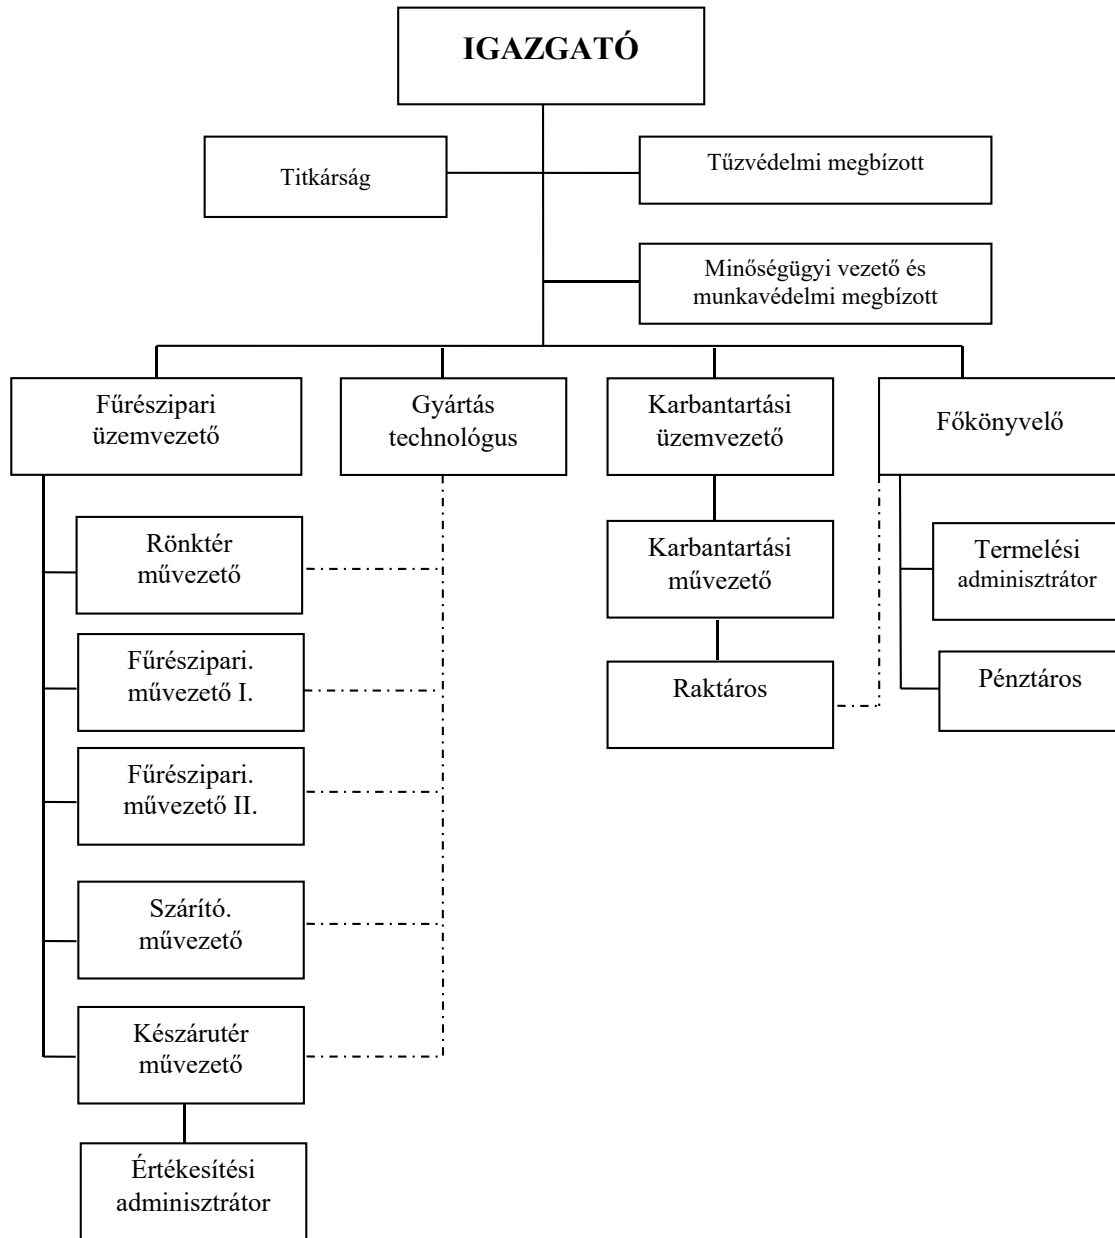 IGAZGATÓ
Titkárság
Tűzvédelmi megbízott
Minőségügyi vezető és
munkavédelmi megbízott
Fűrészipari
üzemvezető
Gyártás
technológus
Karbantartási
üzemvezető
Főkönyvelő
Rönktér
művezető
Karbantartási
művezető
Termelési
adminisztrátor
Fűrészipari.
művezető I.
Raktáros
Pénztáros
Fűrészipari.
művezető II.
Szárító.
művezető
Készárutér
művezető
Értékesítési
adminisztrátor